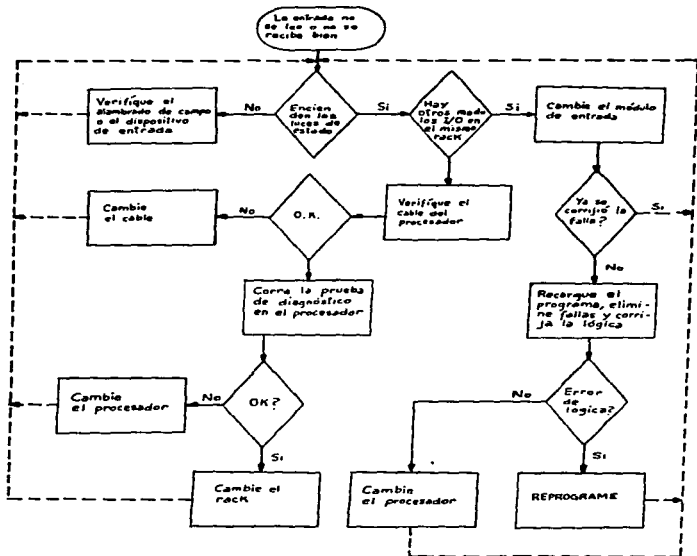 La entrada no
se lee o no se
recibe bien
Verifique el
alambrado de campo
o el dispositivo
de entrada
No
Encien
den las
luces de
estado
Si
Hay
otros modu
los I/O en
el mismo
rack
Si
Cambie el módulo
de entrada
Cambie
el cable
No
O.K.
Verifique el
cable del
procesador
Ya se
corrijió la
falla?
Si
No
Corra la prueba
de diagnóstico
en el procesador
Recargue el
programa, elimi-
ne fallas y corri-
ja la lógica
Cambie
el procesador
No
OK?
Si
No
Error
de
lógica?
Si
Cambie el
rack
Cambie
el procesador
REPROGRAME